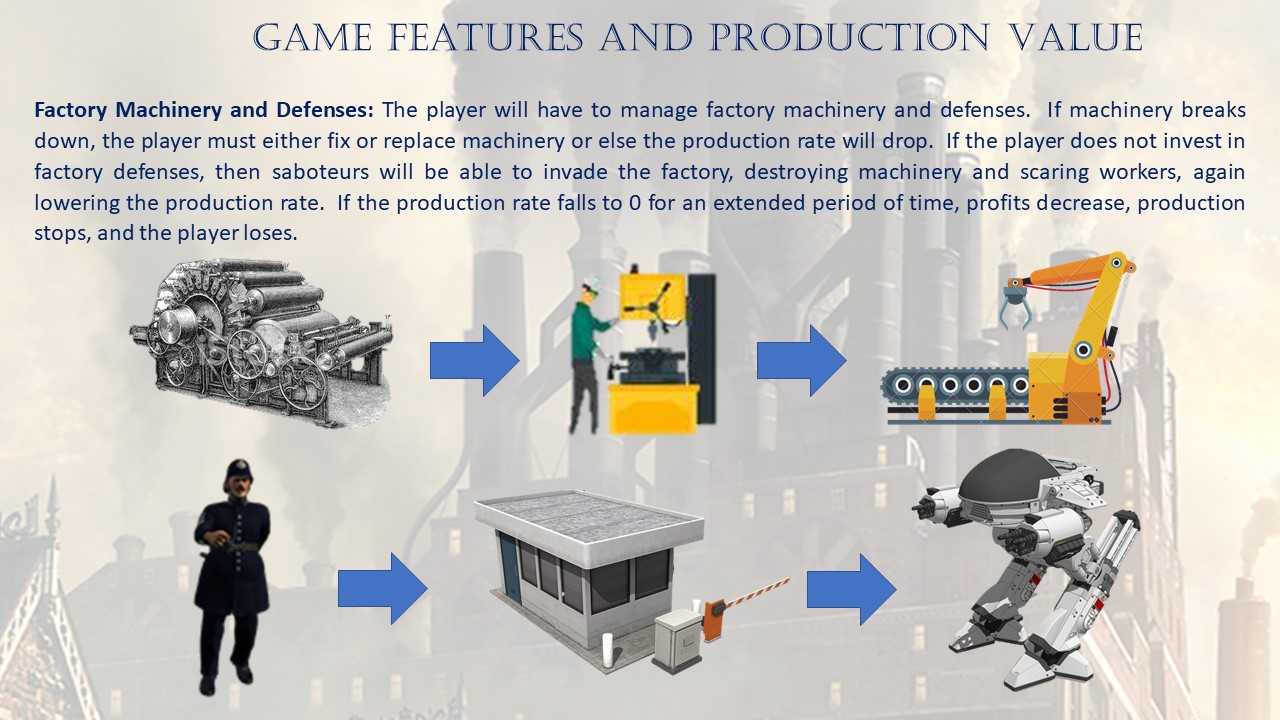 GAME FEATURES AND PRODUCTION VALUE
Factory Machinery and Defenses: The player will have to manage factory machinery and defenses.  If machinery breaks
down, the player must either fix or replace machinery or else the production rate will drop.  If the player does not invest in
factory defenses, then saboteurs will be able to invade the factory, destroying machinery and scaring workers, again
lowering the production rate.  If the production rate falls to 0 for an extended period of time, profits decrease, production
stops, and the player loses.